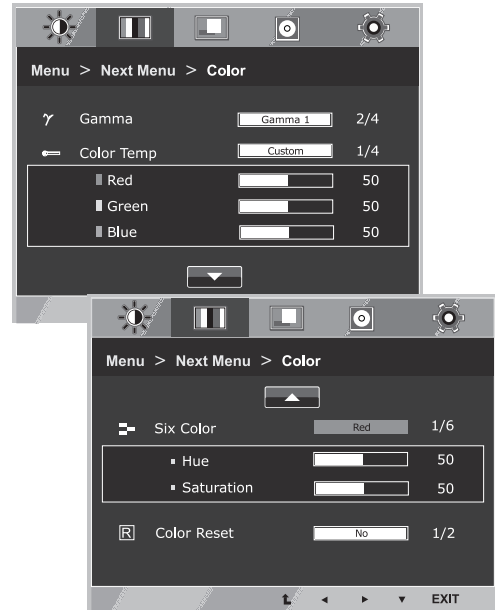 Menu > Next Menu > Color
γ Gamma Gamma 1 2/4
Color Temp Custom 1/4
Red 50
Green 50
Blue 50
Menu > Next Menu > Color
Six Color Red 1/6
Hue 50
Saturation 50
R Color Reset No 1/2
EXIT